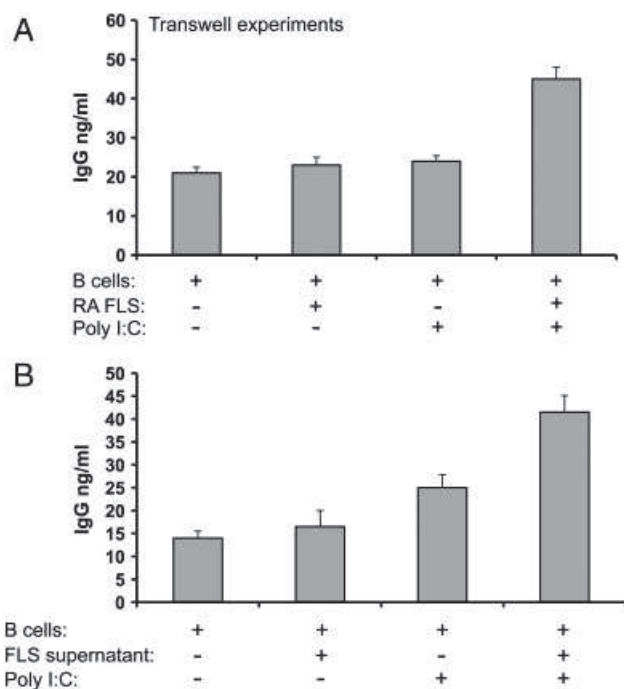 A
Transwell experiments
IgG ng/ml
60
50
40
30
20
10
0
B cells: + + + +
RA FLS: - + - +
Poly I:C: - - + +
B
IgG ng/ml
50
45
40
35
30
25
20
15
10
5
0
B cells: + + + +
FLS supernatant: - + - +
Poly I:C: - - + +